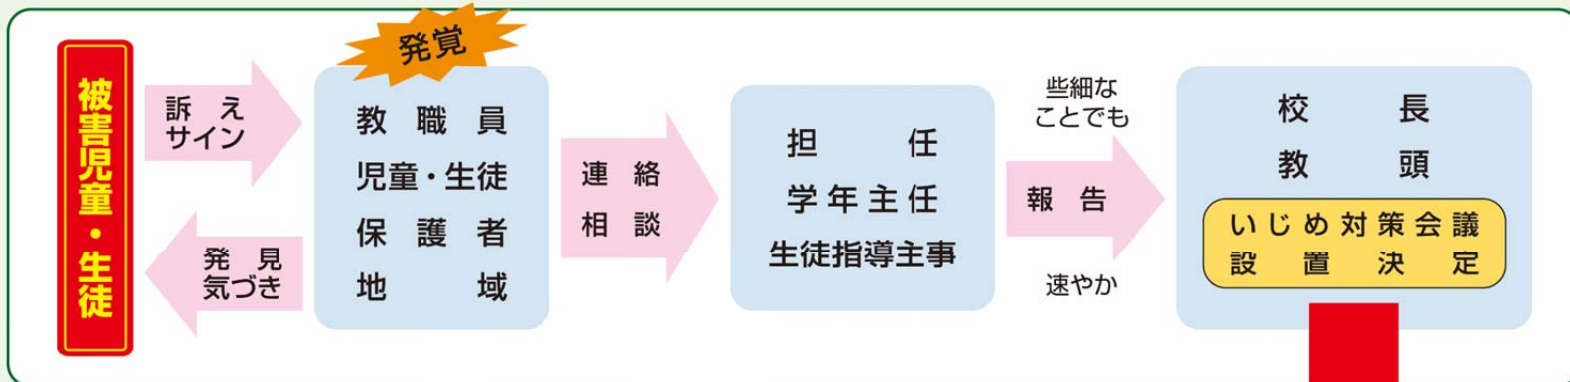 被害児童・生徒
訴え
サイン
発見
気づき
発覚
教職員
児童・生徒
保護者
地域
連絡
相談
担任
学年主任
生徒指導主事
些細な
ことでも
報告
速やか
校長
教頭
いじめ対策会議
設置決定